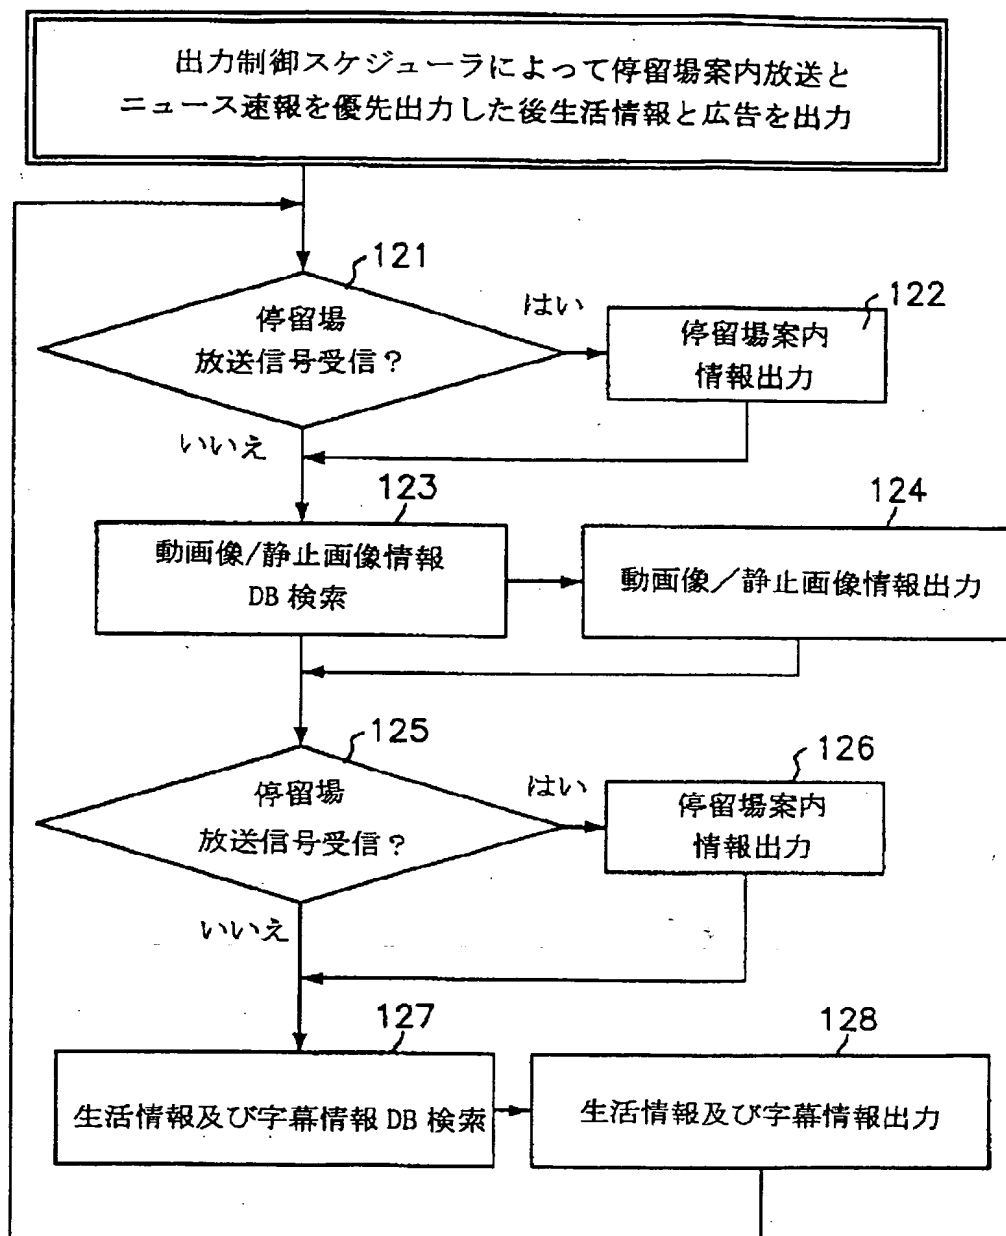 出力制御スケジューラによって停留場案内放送と
ニュース速報を優先出力した後生活情報と広告を出力
121
停留場
放送信号受信？
はい
122
停留場案内
情報出力
いいえ
123
動画像/静止画像情報
DB 検索
124
動画像／静止画像情報出力
125
停留場
放送信号受信？
はい
126
停留場案内
情報出力
いいえ
127
生活情報及び字幕情報 DB 検索
128
生活情報及び字幕情報出力